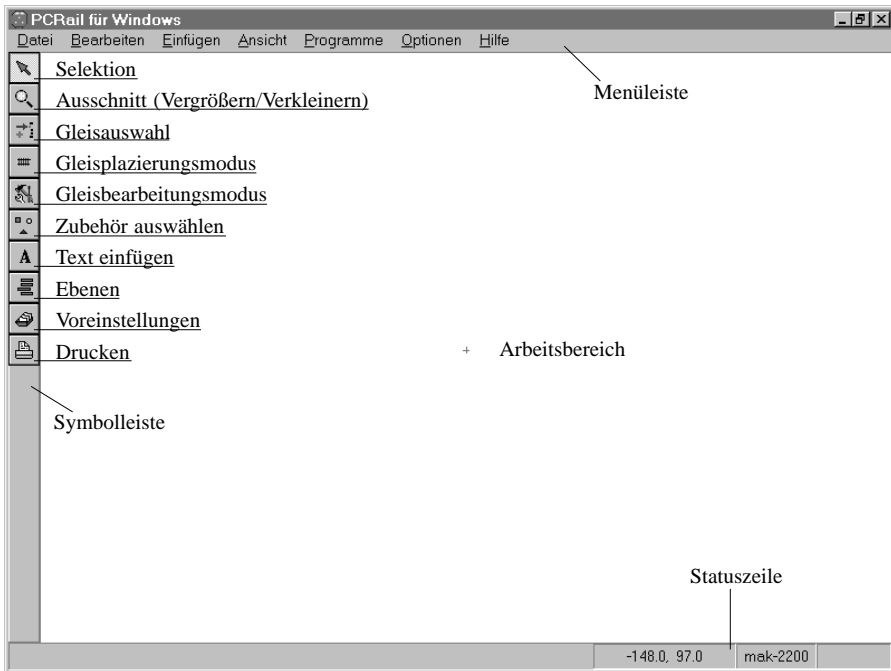 PCRail für Windows
Datei Bearbeiten Einfügen Ansicht Programme Optionen Hilfe
Selektion
Menüleiste
Ausschnitt (Vergrößern/Verkleinern)
Gleisauswahl
Gleisplazierungsmodus
Gleisbearbeitungsmodus
Zubehör auswählen
A Text einfügen
Ebenen
Voreinstellungen
Drucken
Arbeitsbereich
Symbolleiste
Statuszeile
-148.0, 97.0 mak-2200